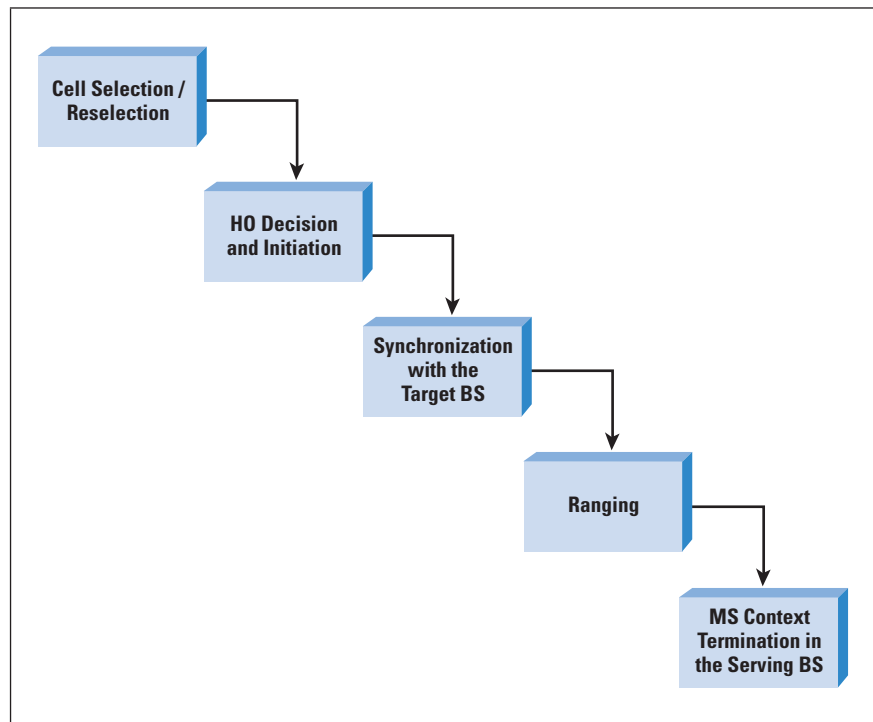 Cell Selection /
Reselection
HO Decision
and Initiation
Synchronization
with the
Target BS
Ranging
MS Context
Termination in
the Serving BS